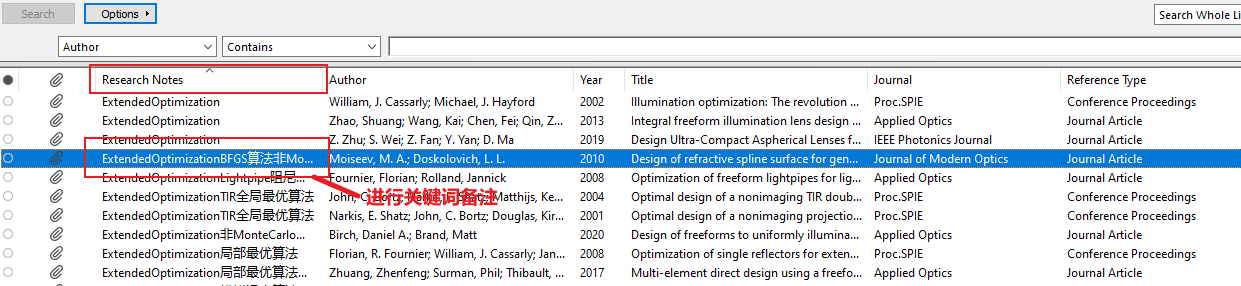 Search Options Search Whole Li
Author Contains
Research Notes Author Year Title Journal Reference Type
ExtendedOptimization William, J. Cassarly; Michael, J. Hayford 2002 Illumination optimization: The revolution ... Proc.SPIE Conference Proceedings
ExtendedOptimization Zhao, Shuang; Wang, Kai; Chen, Fei; Qin, Z... 2013 Integral freeform illumination lens design ... Applied Optics Journal Article
ExtendedOptimization Z. Zhu; S. Wei; Z. Fan; Y. Yan; D. Ma 2019 Design Ultra-Compact Aspherical Lenses f... IEEE Photonics Journal Journal Article
ExtendedOptimizationBFGS算法非Mo... Moiseev, M. A.; Doskolovich, L. L. 2010 Design of refractive spline surface for gen... Journal of Modern Optics Journal Article
ExtendedOptimizationLightpipe阻尼... Fournier, Florian; Rolland, Jannick 2008 Optimization of freeform lightpipes for lig... Applied Optics Journal Article
进行关键词备注
ExtendedOptimizationTIR全局最优算法 John, C. Matthijs, Ke... 2004 Optimal design of a nonimaging TIR doub... Proc.SPIE Conference Proceedings
ExtendedOptimizationTIR全局最优算法 Narkis, E. Shatz; John, C. Bortz; Douglas, Kir... 2001 Optimal design of a nonimaging projectio... Proc.SPIE Conference Proceedings
ExtendedOptimization非MonteCarlo... Birch, Daniel A.; Brand, Matt 2020 Design of freeforms to uniformly illumina... Applied Optics Journal Article
ExtendedOptimization局部最优算法 Florian, R. Fournier; William, J. Cassarly; Jan... 2008 Optimization of single reflectors for exten... Proc.SPIE Conference Proceedings
ExtendedOptimization局部最优算法... Zhuang, Zhenfeng; Surman, Phil; Thibault, ... 2017 Multi-element direct design using a freefo... Applied Optics Journal Article